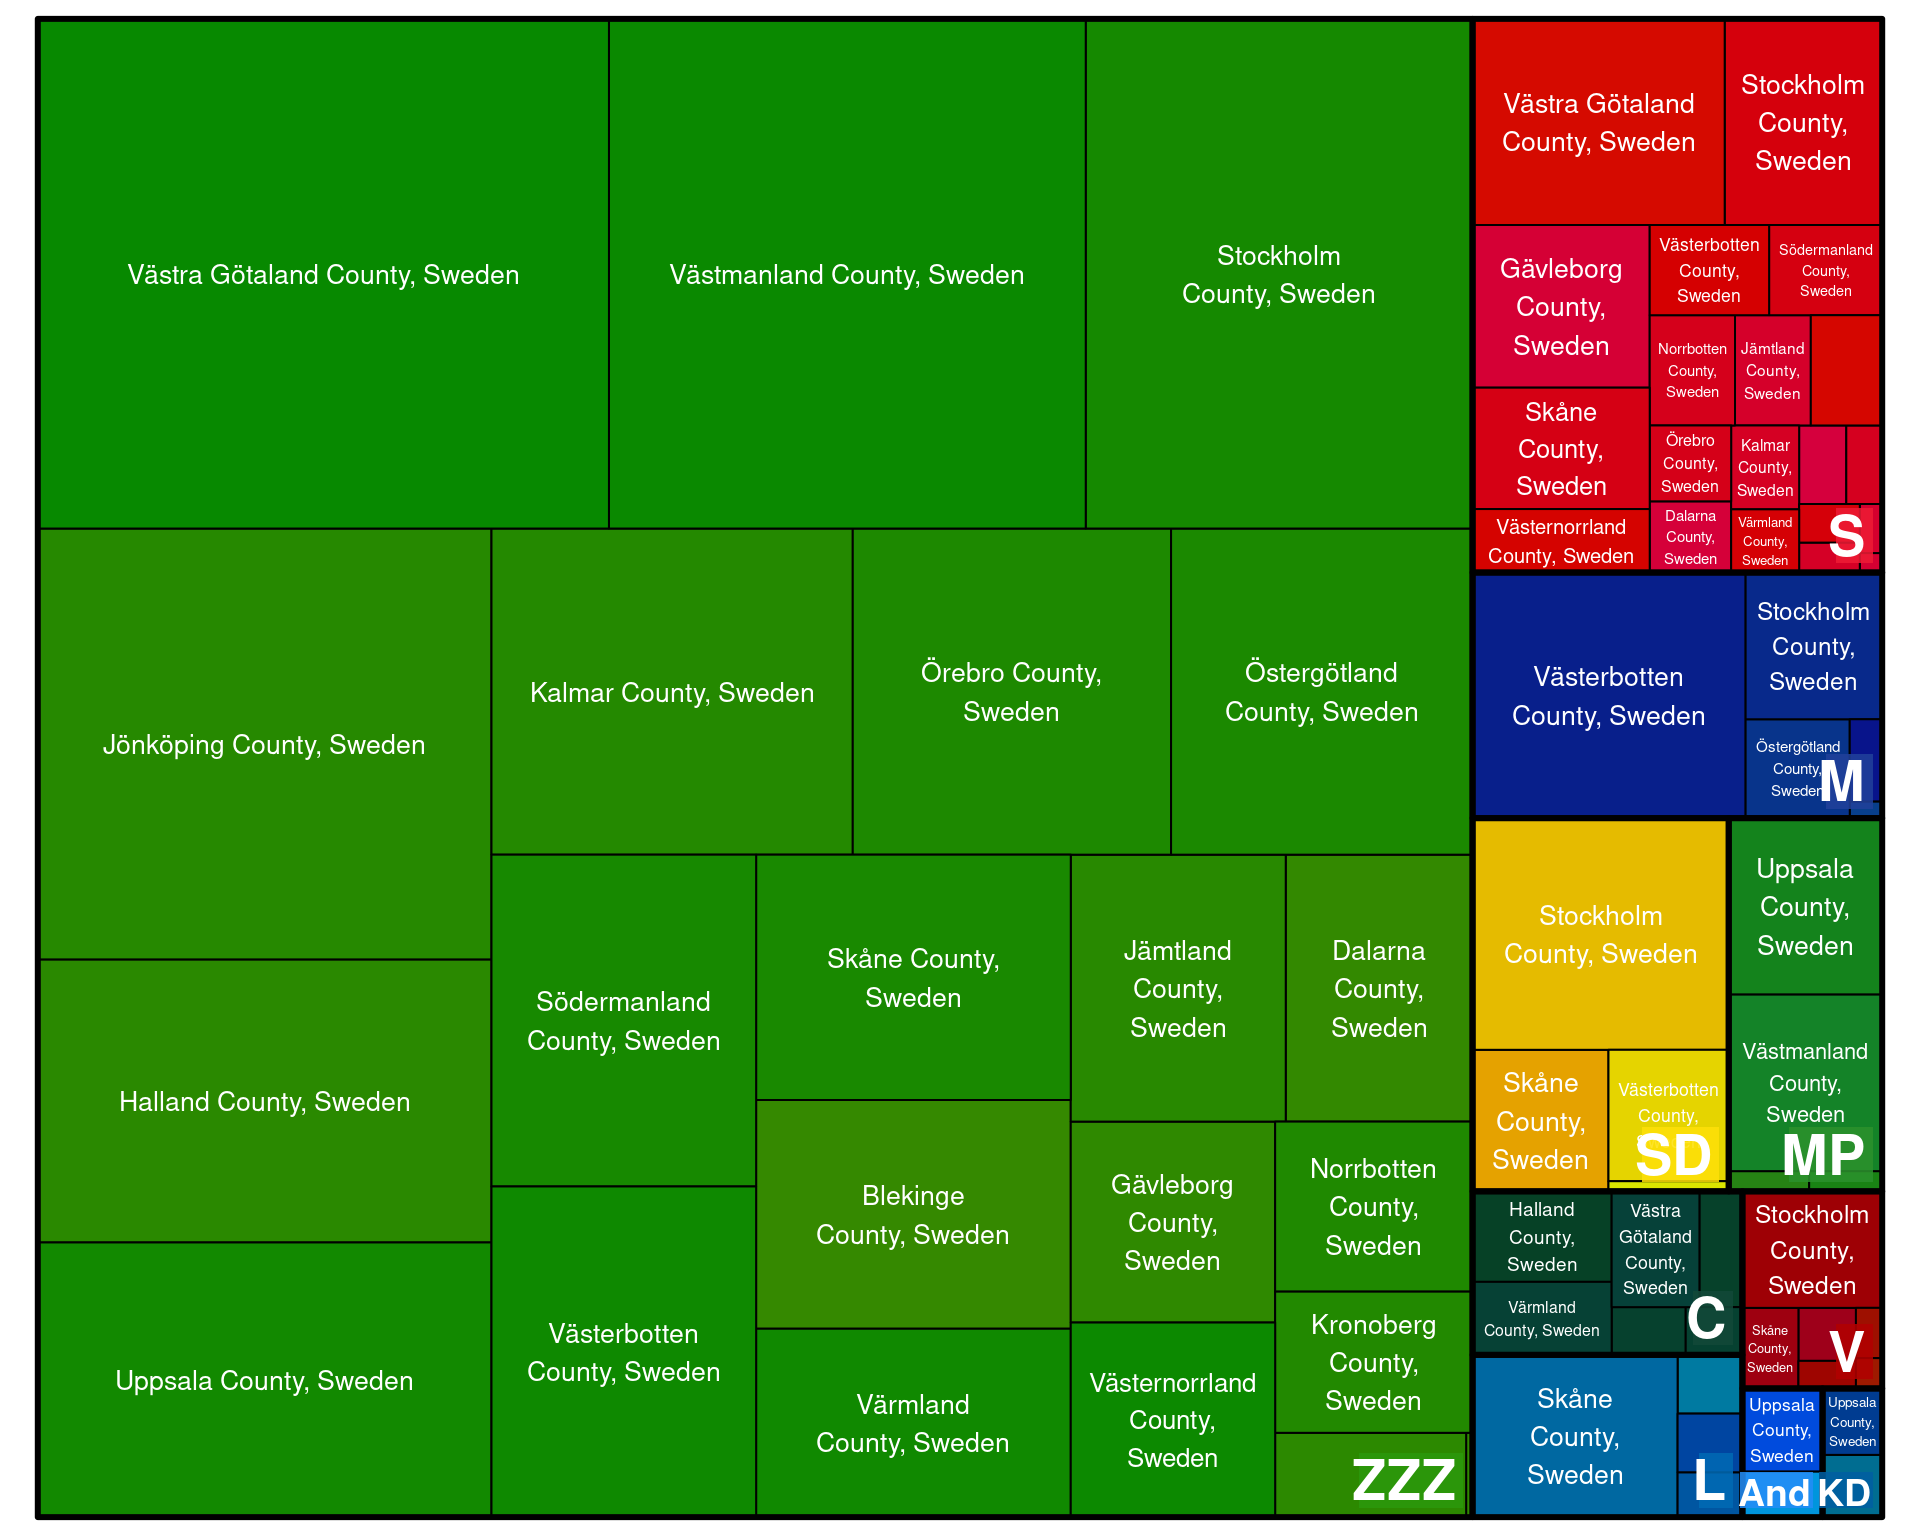 Västra Götaland County, Sweden
Västmanland County, Sweden
Stockholm
County, Sweden
Jönköping County, Sweden
Kalmar County, Sweden
Örebro County,
Sweden
Östergötland
County, Sweden
Halland County, Sweden
Uppsala County, Sweden
Södermanland
County, Sweden
Västerbotten
County, Sweden
Skåne County,
Sweden
Blekinge
County, Sweden
Värmland
County, Sweden
Jämtland
County,
Sweden
Dalarna
County,
Sweden
Gävleborg
County,
Sweden
Västernorrland
County,
Sweden
Norrbotten
County,
Sweden
Kronoberg
County,
Sweden
ZZZ
Västra Götaland
County, Sweden
Stockholm
County,
Sweden
Gävleborg
County,
Sweden
Skåne
County,
Sweden
Västernorrland
County, Sweden
Västerbotten
County,
Sweden
Södermanland
County,
Sweden
Norrbotten
County,
Sweden
Jämtland
County,
Sweden
Örebro
County,
Sweden
Kalmar
County,
Sweden
Dalarna
County,
Sweden
Värmland
County,
Sweden
S
Västerbotten
County, Sweden
Stockholm
County,
Sweden
Östergötland
County,
Sweden
M
Stockholm
County, Sweden
Skåne
County,
Sweden
Västerbotten
County,
SD
Uppsala
County,
Sweden
Västmanland
County,
Sweden
MP
Halland
County,
Sweden
Värmland
County, Sweden
Västra
Götaland
County,
Sweden
C
Stockholm
County,
Sweden
Skåne
County,
Sweden
V
Skåne
County,
Sweden
L
Uppsala
County,
Sweden
And
Uppsala
County,
Sweden
KD